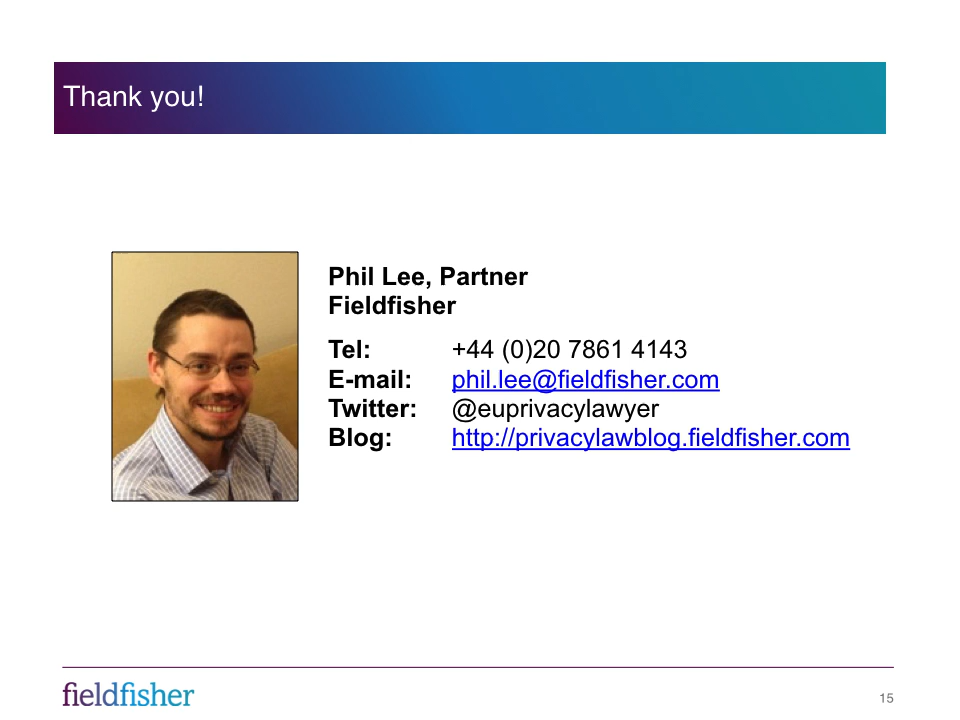 Thank you!
Phil Lee, Partner
Fieldfisher
Tel: +44 (0)20 7861 4143
E-mail: phil.lee@fieldfisher.com
Twitter: @euprivacylawyer
Blog: http://privacylawblog.fieldfisher.com
fieldfisher
15